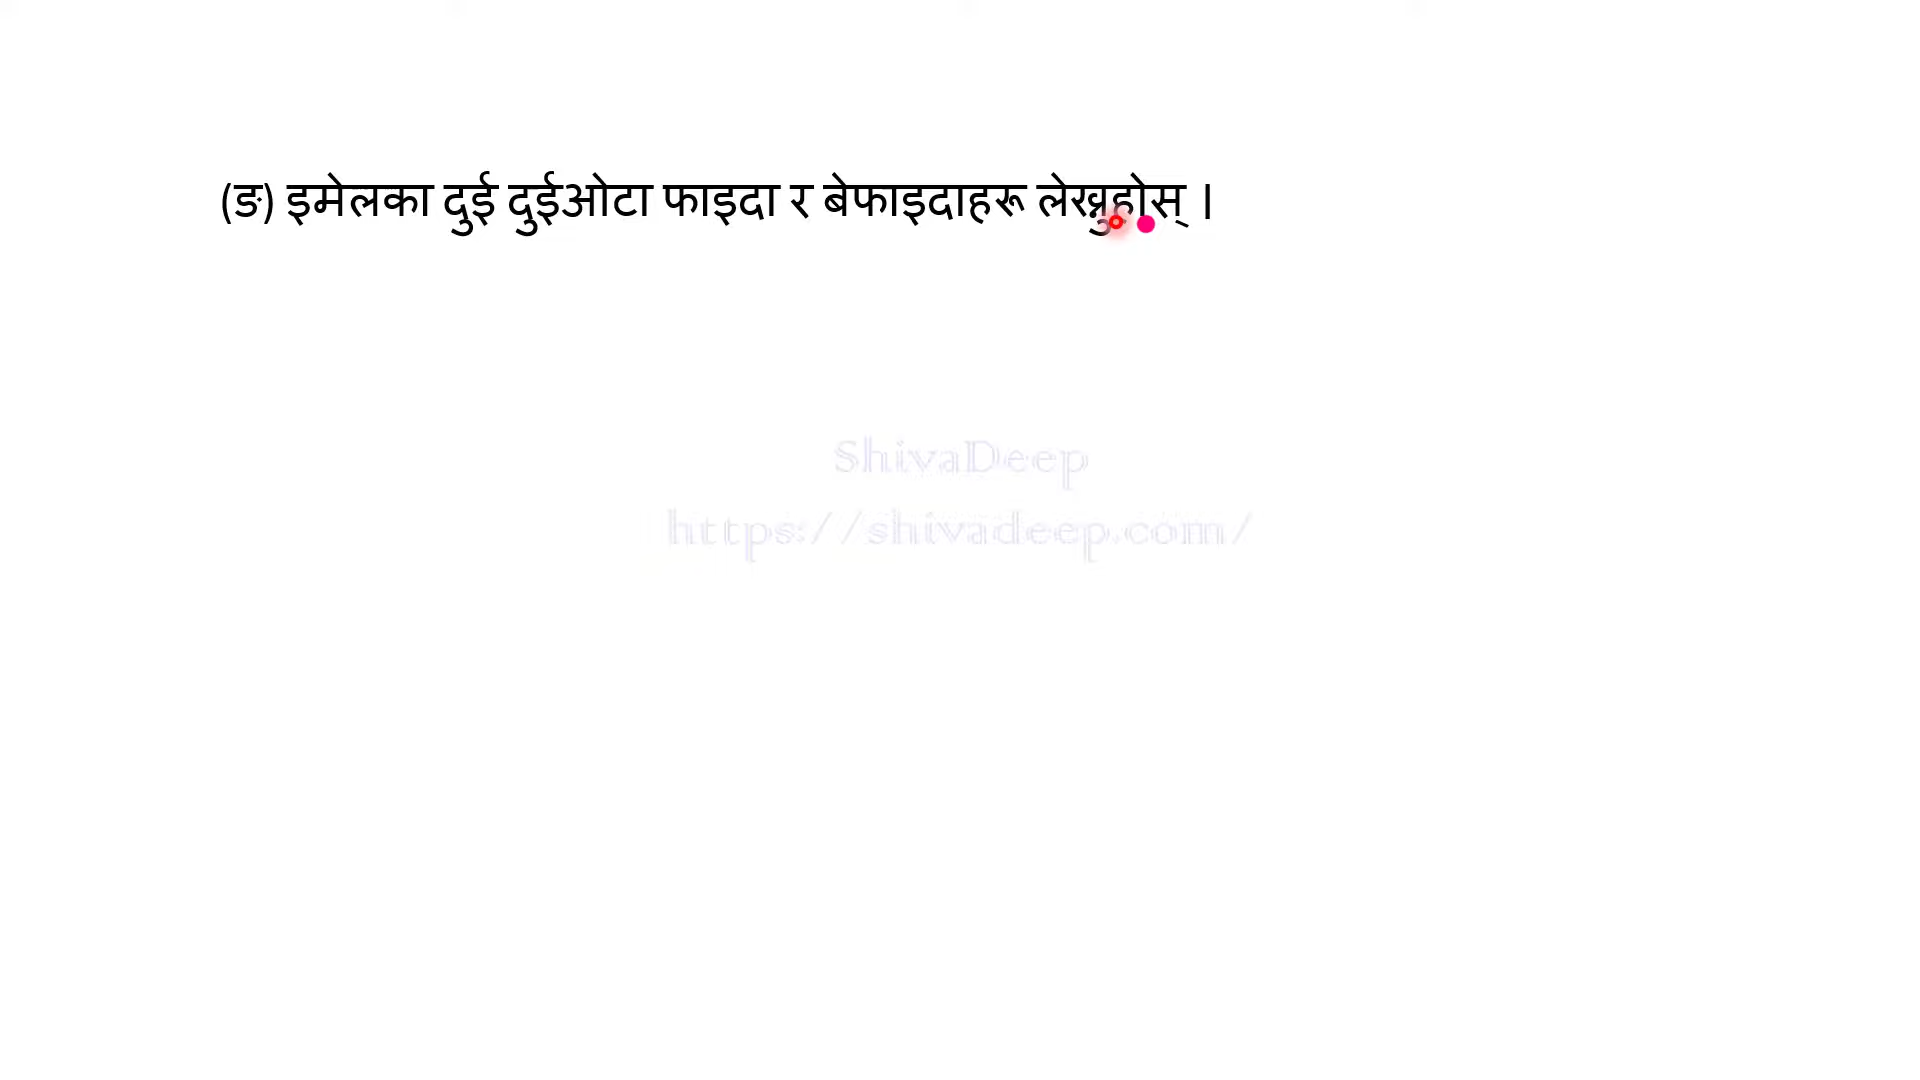 (ङ) इमेलका दुई दुईओटा फाइदा र बेफाइदाहरू लेख्नुहोस् ।
ShivaDeep
https://shivadeep.com/